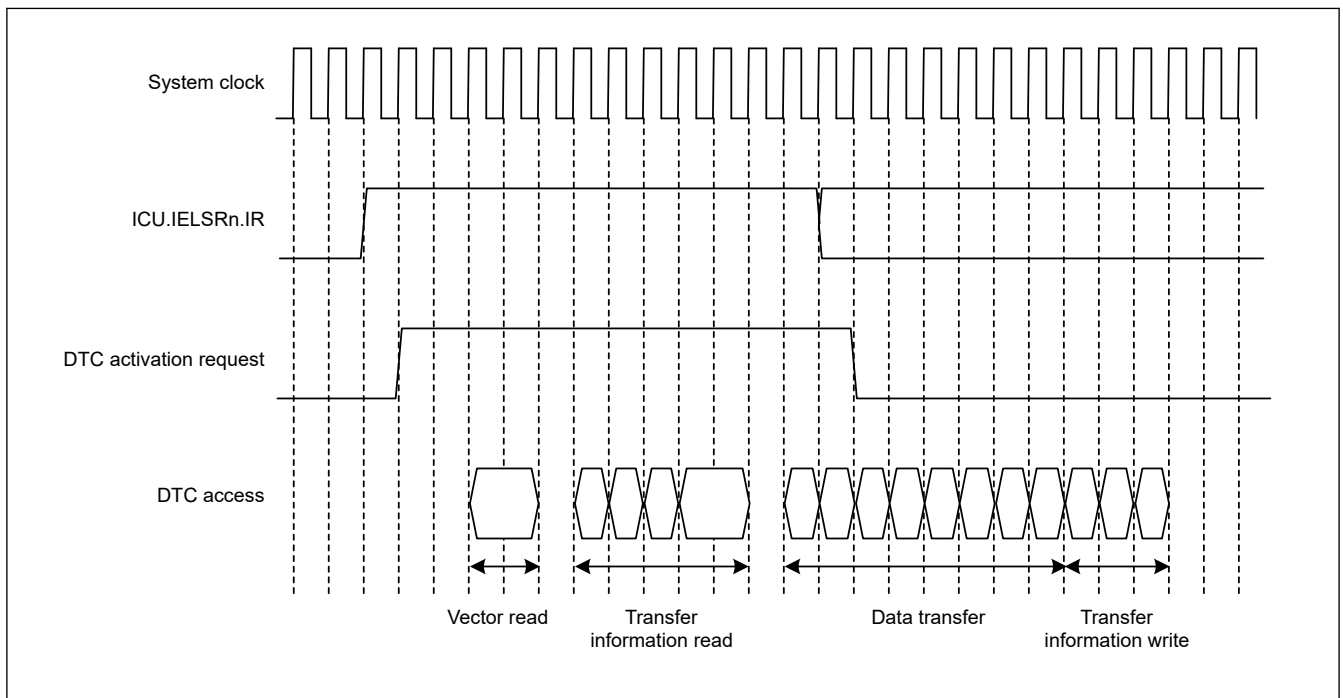 System clock
ICU.IELSRn.IR
DTC activation request
DTC access
Vector read
Transfer
information read
Data transfer
Transfer
information write